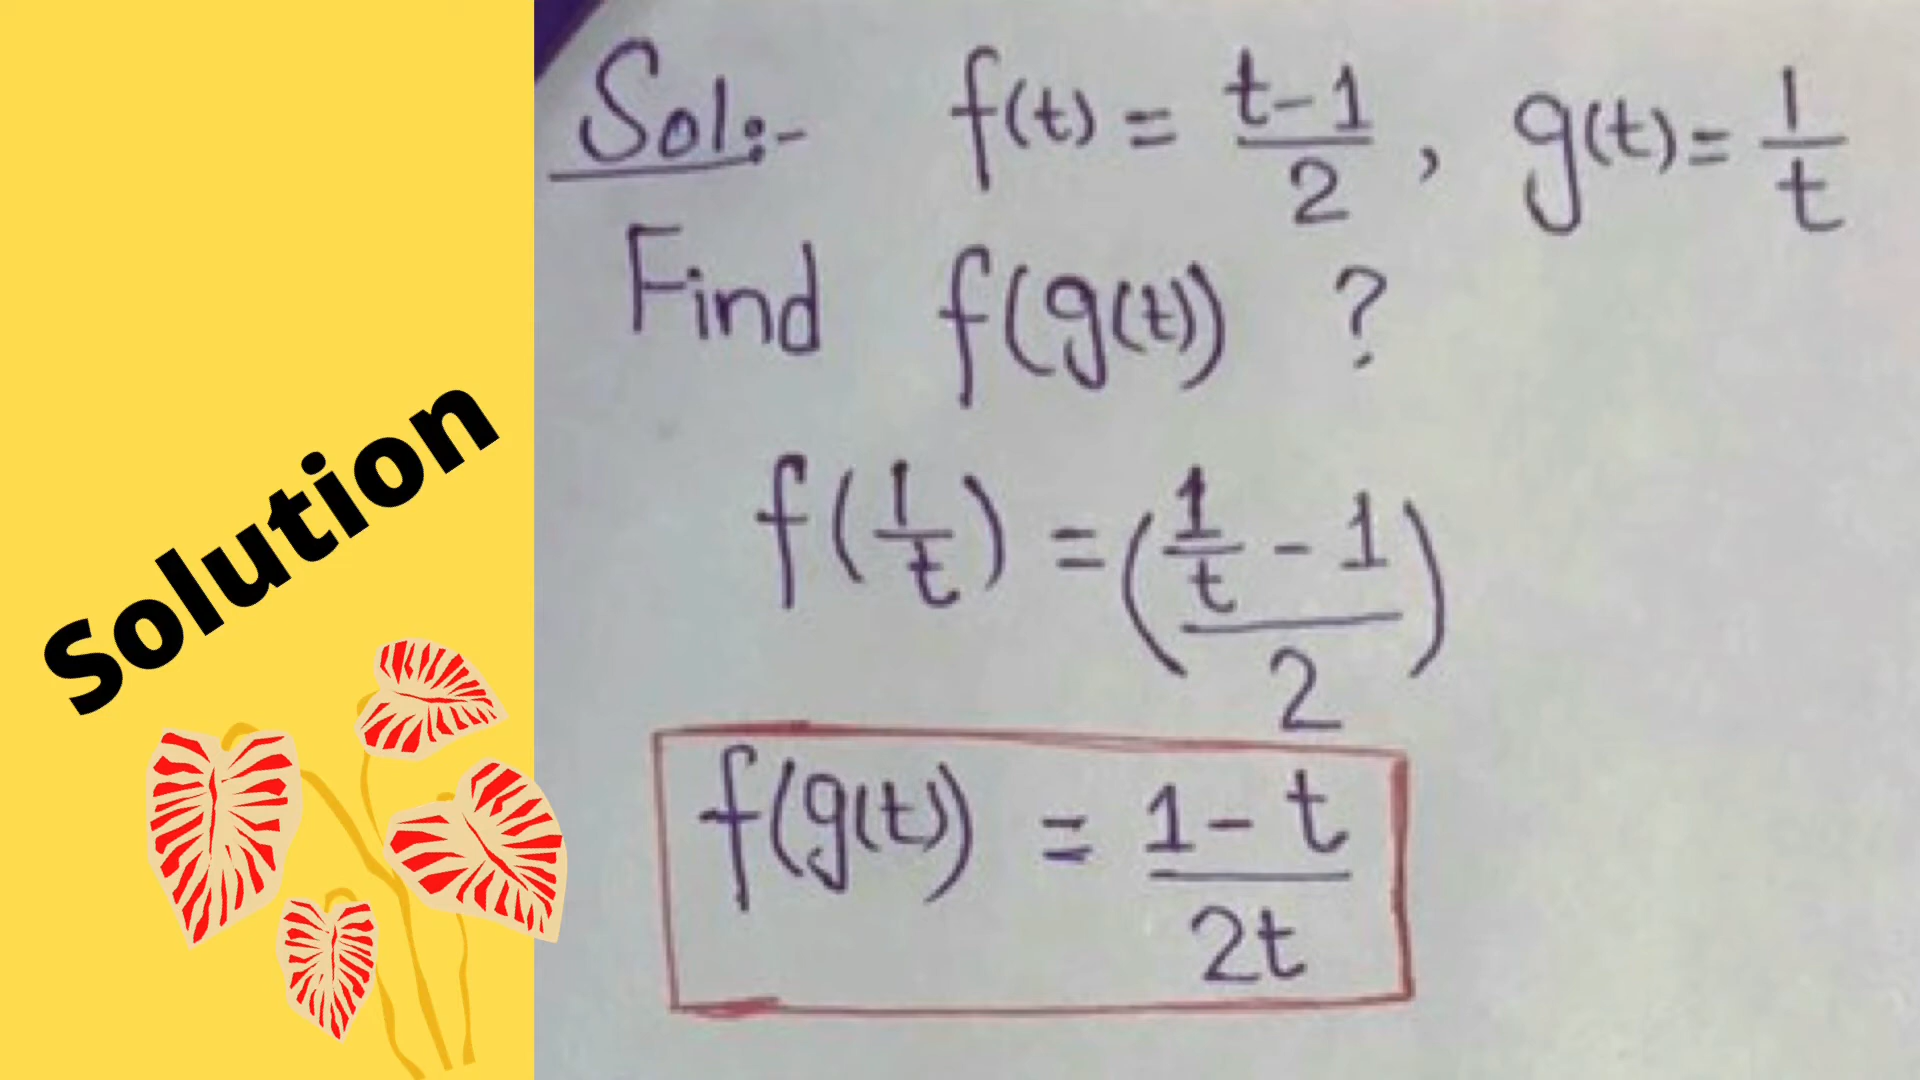 Solution
Sol:- f(t) = t-1/2, g(t) = 1/t
Find f(g(t)) ?
f(1/t) = (1/t - 1/2)
f(g(t)) = 1-t/2t